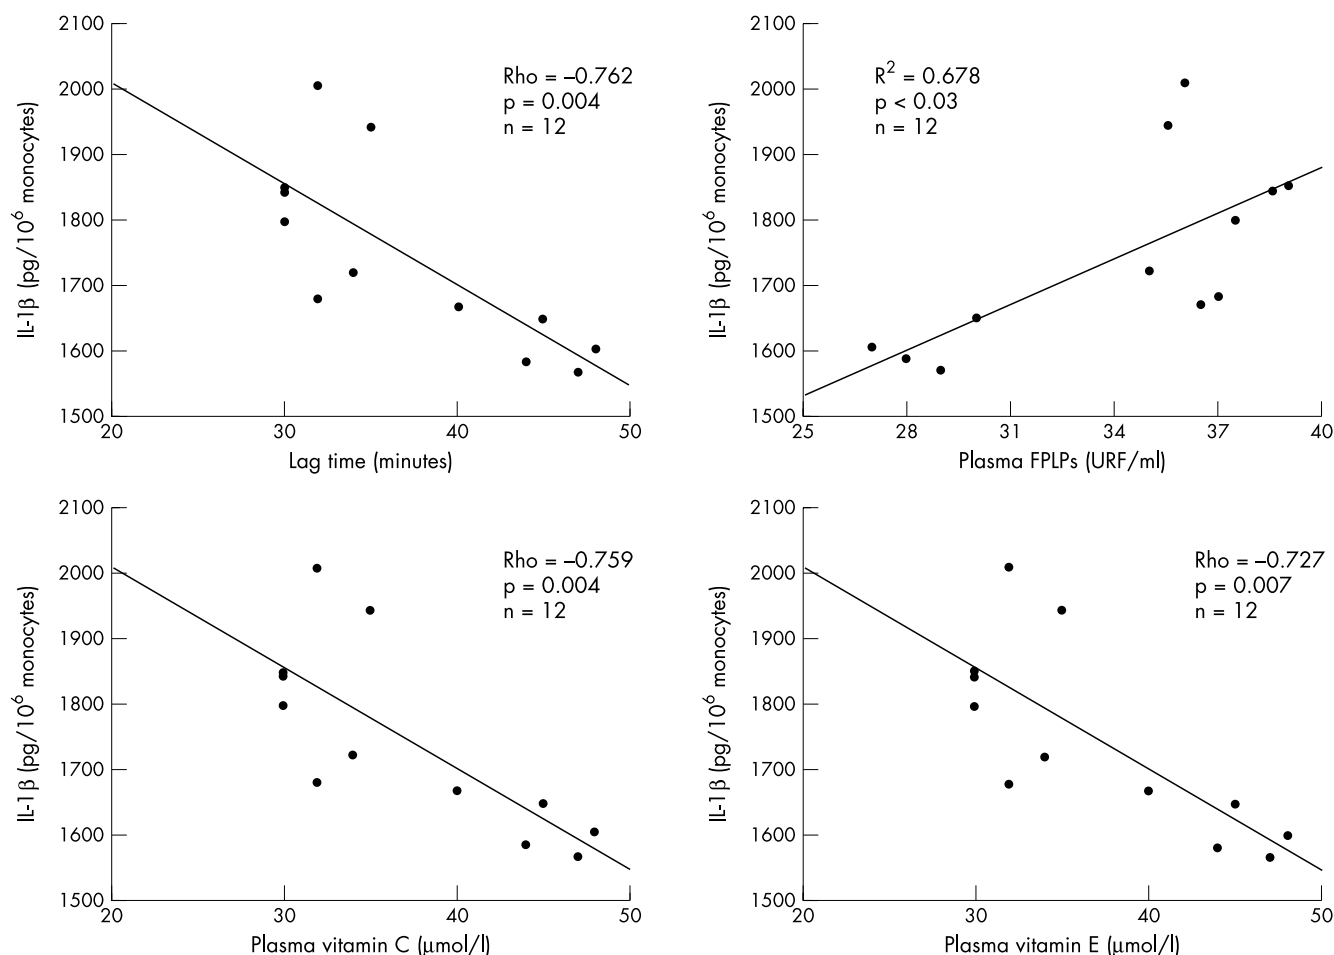 2100
2000
1900
1800
1700
1600
1500
IL-1β (pg/10⁶ monocytes)
Rho = –0.762
p = 0.004
n = 12
20 30 40 50
Lag time (minutes)
2100
2000
1900
1800
1700
1600
1500
IL-1β (pg/10⁶ monocytes)
R² = 0.678
p < 0.03
n = 12
25 28 31 34 37 40
Plasma FPLPs (URF/ml)
2100
2000
1900
1800
1700
1600
1500
IL-1β (pg/10⁶ monocytes)
Rho = –0.759
p = 0.004
n = 12
20 30 40 50
Plasma vitamin C (μmol/l)
2100
2000
1900
1800
1700
1600
1500
IL-1β (pg/10⁶ monocytes)
Rho = –0.727
p = 0.007
n = 12
20 30 40 50
Plasma vitamin E (μmol/l)